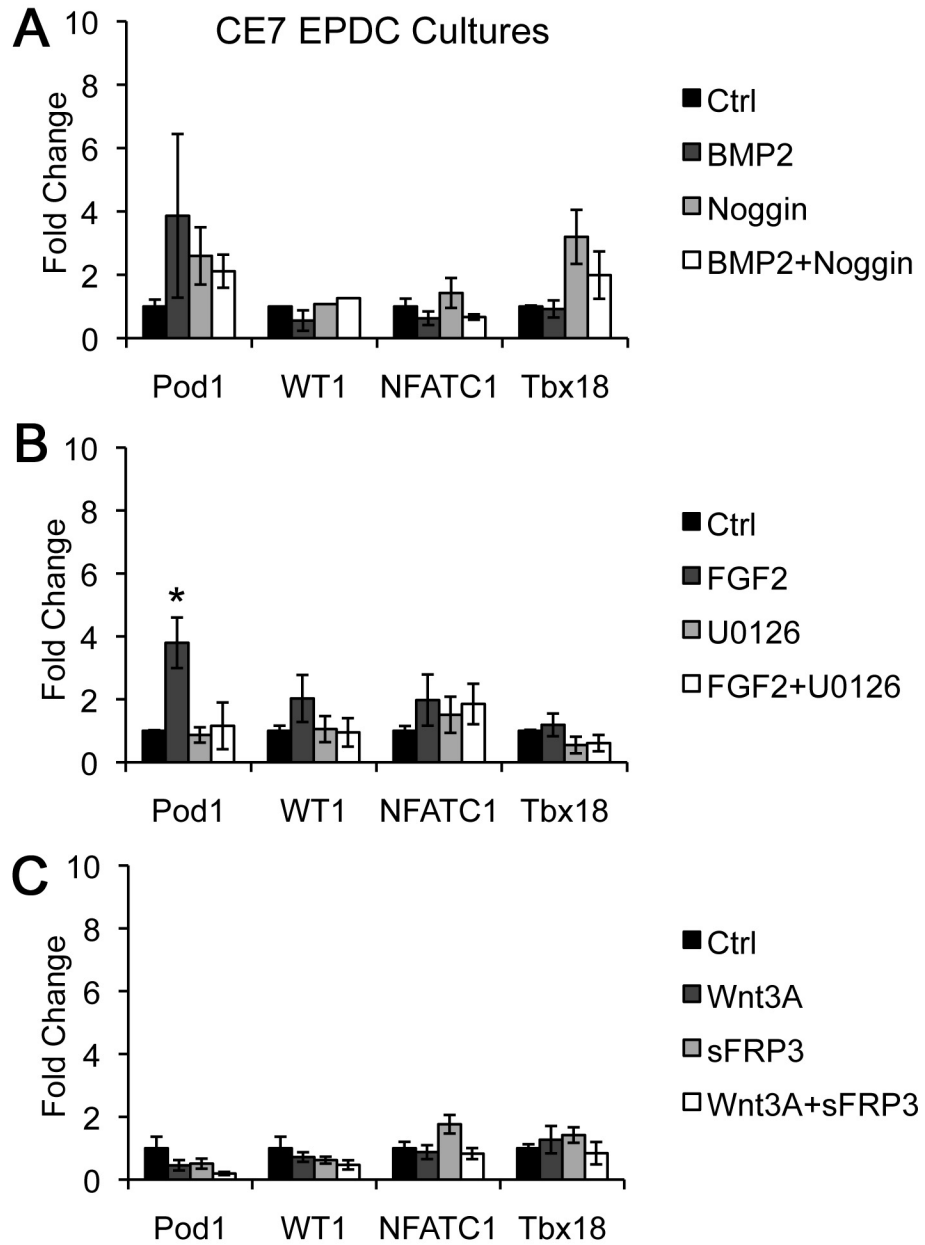 A
CE7 EPDC Cultures
10
8
6
4
2
0
Fold Change
Pod1 WT1 NFATC1 Tbx18
Ctrl
BMP2
Noggin
BMP2+Noggin
B
10
8
6
4
2
0
Fold Change
*
Pod1 WT1 NFATC1 Tbx18
Ctrl
FGF2
U0126
FGF2+U0126
C
10
8
6
4
2
0
Fold Change
Pod1 WT1 NFATC1 Tbx18
Ctrl
Wnt3A
sFRP3
Wnt3A+sFRP3